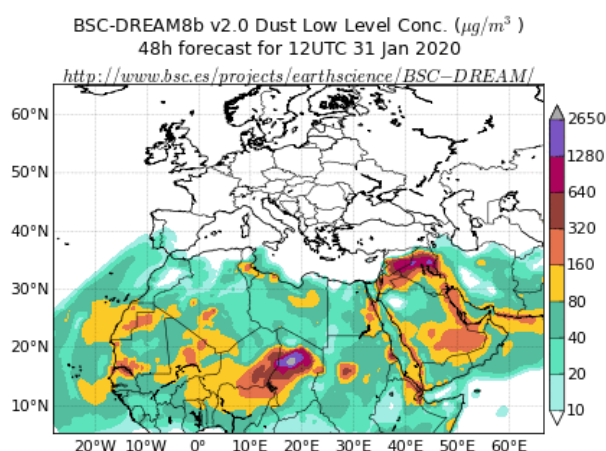 BSC-DREAM8b v2.0 Dust Low Level Conc. (μg/m³ )
48h forecast for 12UTC 31 Jan 2020
http://www.bsc.es/projects/earthscience/BSC−DREAM/
60°N
50°N
40°N
30°N
20°N
10°N
20°W
10°W
0°
10°E
20°E
30°E
40°E
50°E
60°E
2650
1280
640
320
160
80
40
20
10